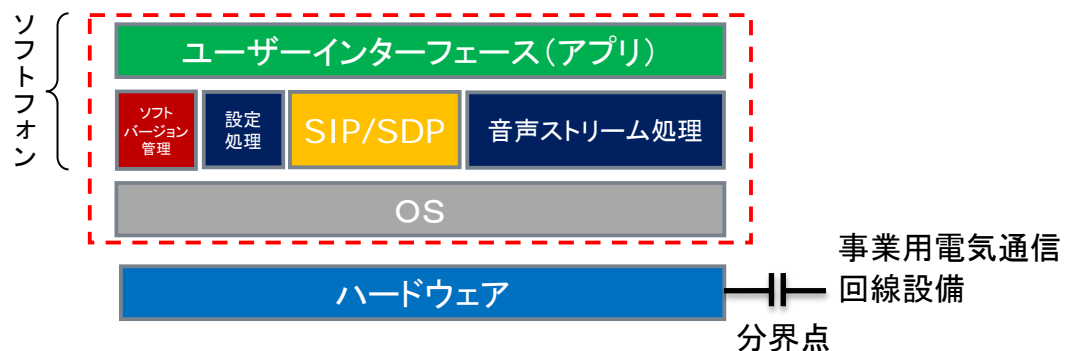 ソフトフォン
ユーザーインターフェース（アプリ）
ソフト
バージョン
管理
設定
処理
SIP/SDP
音声ストリーム処理
OS
ハードウェア
事業用電気通信
回線設備
分界点